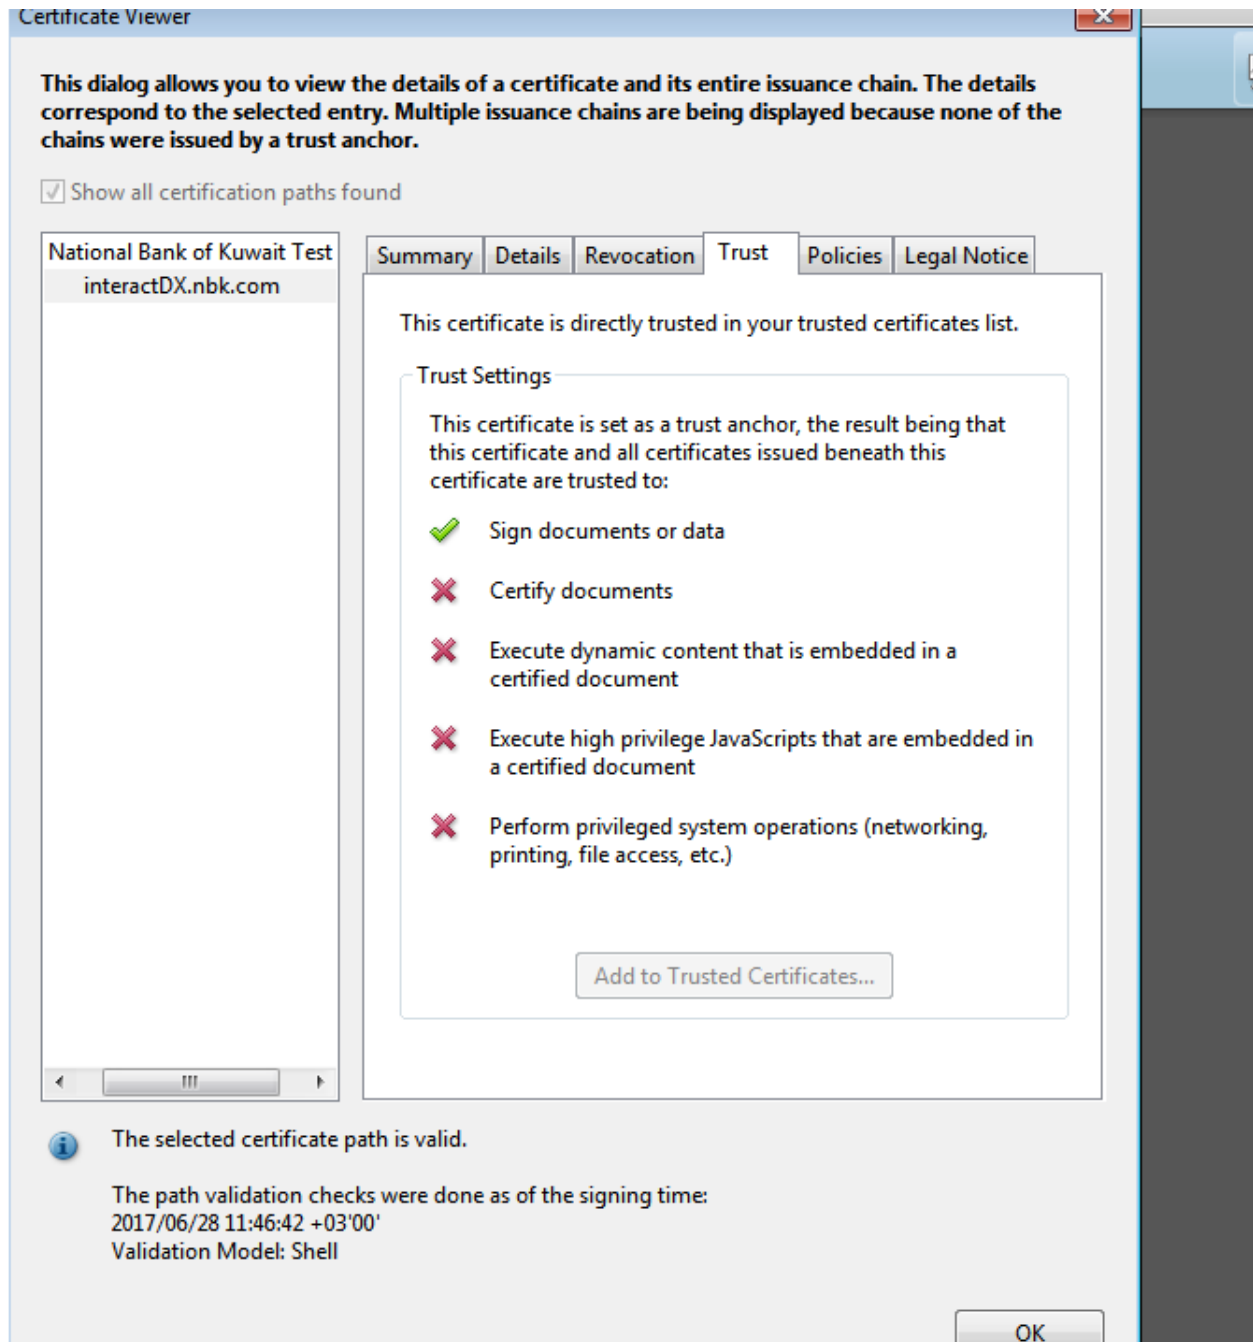 Certificate Viewer
This dialog allows you to view the details of a certificate and its entire issuance chain. The details
correspond to the selected entry. Multiple issuance chains are being displayed because none of the
chains were issued by a trust anchor.
Show all certification paths found
National Bank of Kuwait Test
interactDX.nbk.com
Summary Details Revocation Trust Policies Legal Notice
This certificate is directly trusted in your trusted certificates list.
Trust Settings
This certificate is set as a trust anchor, the result being that
this certificate and all certificates issued beneath this
certificate are trusted to:
Sign documents or data
Certify documents
Execute dynamic content that is embedded in a
certified document
Execute high privilege JavaScripts that are embedded in
a certified document
Perform privileged system operations (networking,
printing, file access, etc.)
Add to Trusted Certificates...
The selected certificate path is valid.
The path validation checks were done as of the signing time:
2017/06/28 11:46:42 +03'00'
Validation Model: Shell
OK